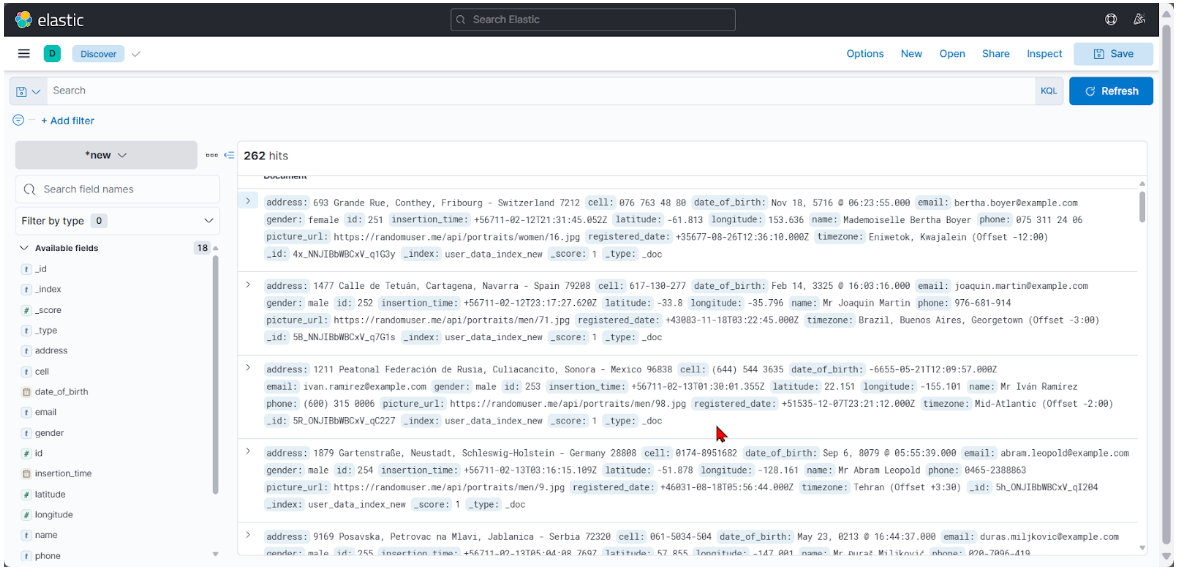 elastic
Search Elastic
D Discover
Options New Open Share Inspect Save
Search
KQL
Refresh
+ Add filter
*new
262 hits
Search field names
Filter by type 0
Available fields 18
t _id
t _index
# _score
t _type
t address
t cell
date_of_birth
t email
t gender
# id
insertion_time
# latitude
# longitude
t name
t phone
Document
address: 693 Grande Rue, Conthey, Fribourg - Switzerland 7212 cell: 076 763 48 80 date_of_birth: Nov 18, 5716 @ 06:23:55.000 email: bertha.boyer@example.com
gender: female id: 251 insertion_time: +56711-02-12T21:31:45.052Z latitude: -61.813 longitude: 153.636 name: Mademoiselle Bertha Boyer phone: 075 311 24 06
picture_url: https://randomuser.me/api/portraits/women/16.jpg registered_date: +35677-08-26T12:36:10.000Z timezone: Eniwetok, Kwajalein (Offset -12:00)
_id: 4x_NNJIBbWBCxV_q1G3y _index: user_data_index_new _score: 1 _type: _doc
address: 1477 Calle de Tetuán, Cartagena, Navarra - Spain 79208 cell: 617-130-277 date_of_birth: Feb 14, 3325 @ 16:03:16.000 email: joaquin.martin@example.com
gender: male id: 252 insertion_time: +56711-02-12T23:17:27.620Z latitude: -33.8 longitude: -35.796 name: Mr Joaquin Martin phone: 976-681-914
picture_url: https://randomuser.me/api/portraits/men/71.jpg registered_date: +43083-11-18T03:22:45.000Z timezone: Brazil, Buenos Aires, Georgetown (Offset -3:00)
_id: 5B_NNJIBbWBCxV_q7G1s _index: user_data_index_new _score: 1 _type: _doc
address: 1211 Peatonal Federación de Rusia, Culiacancito, Sonora - Mexico 96838 cell: (644) 544 3635 date_of_birth: -6655-05-21T12:09:57.000Z
email: ivan.ramirez@example.com gender: male id: 253 insertion_time: +56711-02-13T01:30:01.355Z latitude: 22.151 longitude: -155.101 name: Mr Iván Ramírez
phone: (600) 315 0006 picture_url: https://randomuser.me/api/portraits/men/98.jpg registered_date: +51535-12-07T23:21:12.000Z timezone: Mid-Atlantic (Offset -2:00)
_id: 5R_ONJIBbWBCxV_qC227 _index: user_data_index_new _score: 1 _type: _doc
address: 1879 Gartenstraße, Neustadt, Schleswig-Holstein - Germany 28808 cell: 0174-8951682 date_of_birth: Sep 6, 8079 @ 05:55:39.000 email: abram.leopold@example.com
gender: male id: 254 insertion_time: +56711-02-13T03:16:15.109Z latitude: -51.878 longitude: -128.161 name: Mr Abram Leopold phone: 0465-2388863
picture_url: https://randomuser.me/api/portraits/men/9.jpg registered_date: +46031-08-18T05:56:44.000Z timezone: Tehran (Offset +3:30) _id: 5h_ONJIBbWBCxV_qI204
_index: user_data_index_new _score: 1 _type: _doc
address: 9169 Posavska, Petrovac na Mlavi, Jablanica - Serbia 72320 cell: 061-5034-504 date_of_birth: May 23, 0213 @ 16:44:37.000 email: duras.miljkovic@example.com
gender: male id: 255 insertion_time: +56711-02-13T05:04:08.769Z latitude: 57.855 longitude: -147.001 name: Mr Đuraš Miljković phone: 020-7096-419